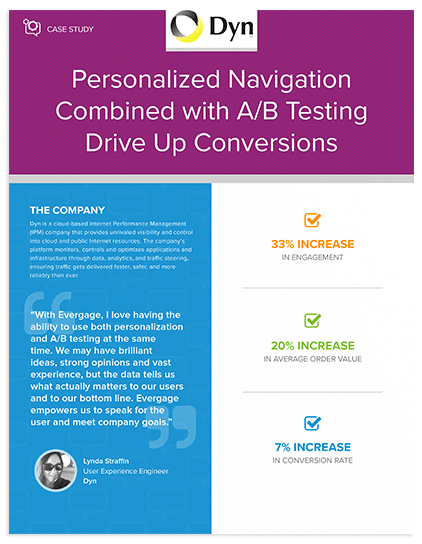 CASE STUDY
Dyn
Personalized Navigation
Combined with A/B Testing
Drive Up Conversions
THE COMPANY
Dyn is a cloud-based Internet Performance Management
(IPM) company that provides unrivaled visibility and control
into cloud and public Internet resources. The company's
platform monitors, controls and optimizes applications and
infrastructure through data, analytics, and traffic steering,
ensuring traffic gets delivered faster, safer, and more
reliably than ever.
"With Evergage, I love having the
ability to use both personalization
and A/B testing at the same
time. We may have brilliant
ideas, strong opinions and vast
experience, but the data tells us
what actually matters to our users
and to our bottom line. Evergage
empowers us to speak for the
user and meet company goals."
Lynda Straffin
User Experience Engineer
Dyn
33% INCREASE
IN ENGAGEMENT
20% INCREASE
IN AVERAGE ORDER VALUE
7% INCREASE
IN CONVERSION RATE